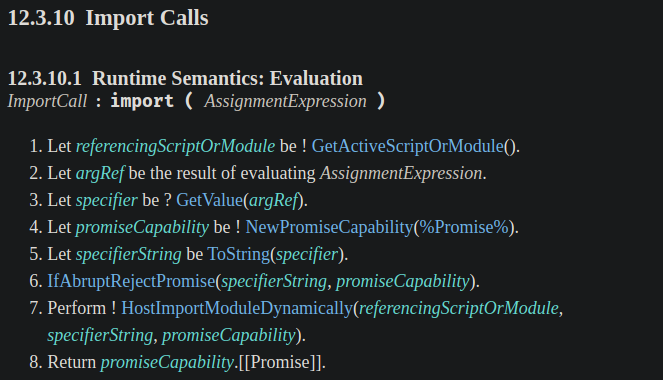 12.3.10 Import Calls
12.3.10.1 Runtime Semantics: Evaluation
ImportCall : import ( AssignmentExpression )
1. Let referencingScriptOrModule be ! GetActiveScriptOrModule().
2. Let argRef be the result of evaluating AssignmentExpression.
3. Let specifier be ? GetValue(argRef).
4. Let promiseCapability be ! NewPromiseCapability(%Promise%).
5. Let specifierString be ToString(specifier).
6. IfAbruptRejectPromise(specifierString, promiseCapability).
7. Perform ! HostImportModuleDynamically(referencingScriptOrModule,
specifierString, promiseCapability).
8. Return promiseCapability.[[Promise]].